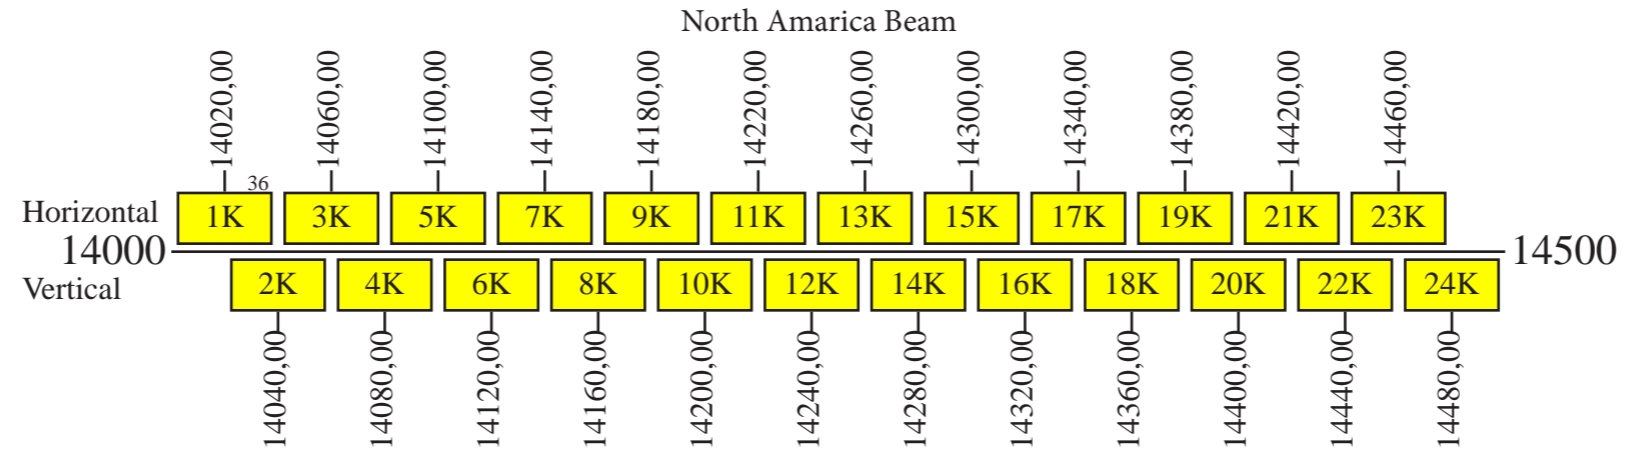 North Amarica Beam
14020,00 14060,00 14100,00 14140,00 14180,00 14220,00 14260,00 14300,00 14340,00 14380,00 14420,00 14460,00
36
Horizontal 1K 3K 5K 7K 9K 11K 13K 15K 17K 19K 21K 23K
14000 14500
Vertical 2K 4K 6K 8K 10K 12K 14K 16K 18K 20K 22K 24K
14040,00 14080,00 14120,00 14160,00 14200,00 14240,00 14280,00 14320,00 14360,00 14400,00 14440,00 14480,00